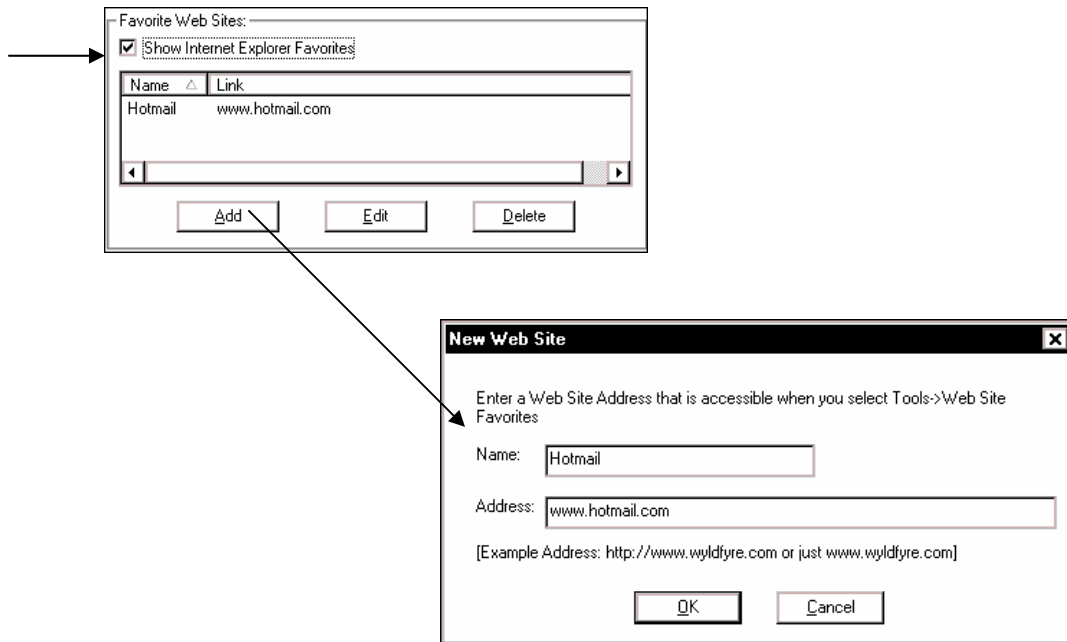 Favorite Web Sites:
Show Internet Explorer Favorites
Name Link
Hotmail www.hotmail.com
Add Edit Delete
New Web Site
Enter a Web Site Address that is accessible when you select Tools->Web Site
Favorites
Name: Hotmail
Address: www.hotmail.com
[Example Address: http://www.wyldfyre.com or just www.wyldfyre.com]
OK Cancel